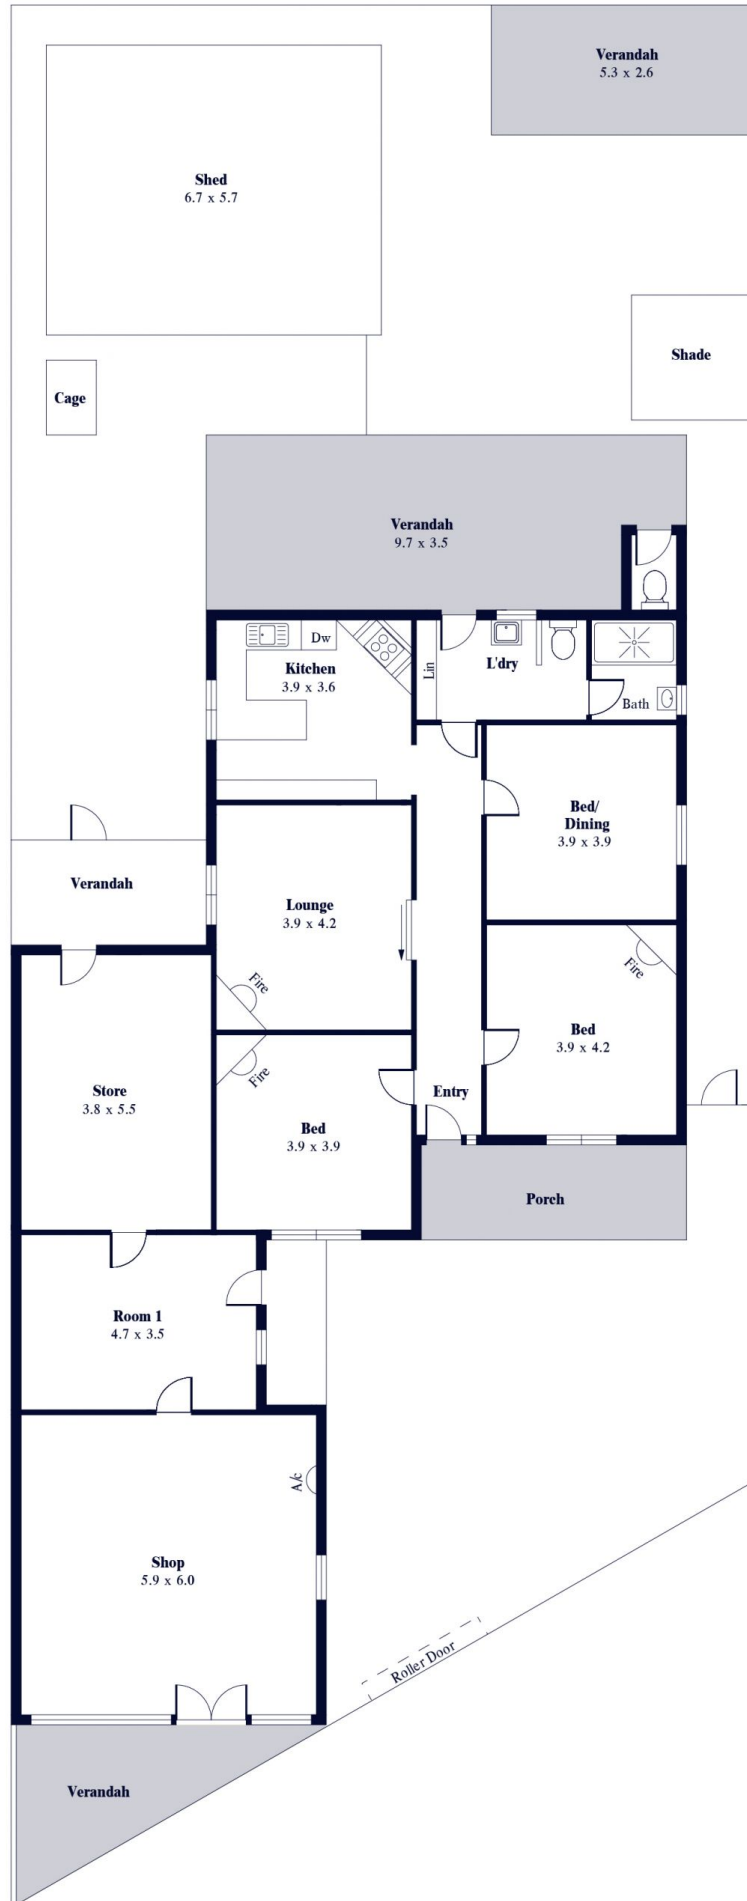 Verandah
5.3 x 2.6
Shed
6.7 x 5.7
Shade
Cage
Verandah
9.7 x 3.5
Dw
Kitchen
3.9 x 3.6
Lin
L'dry
Bath
Bed/
Dining
3.9 x 3.9
Verandah
Lounge
3.9 x 4.2
Fire
Fire
Bed
3.9 x 4.2
Store
3.8 x 5.5
Fire
Bed
3.9 x 3.9
Entry
Porch
Room 1
4.7 x 3.5
A/c
Shop
5.9 x 6.0
Roller Door
Verandah